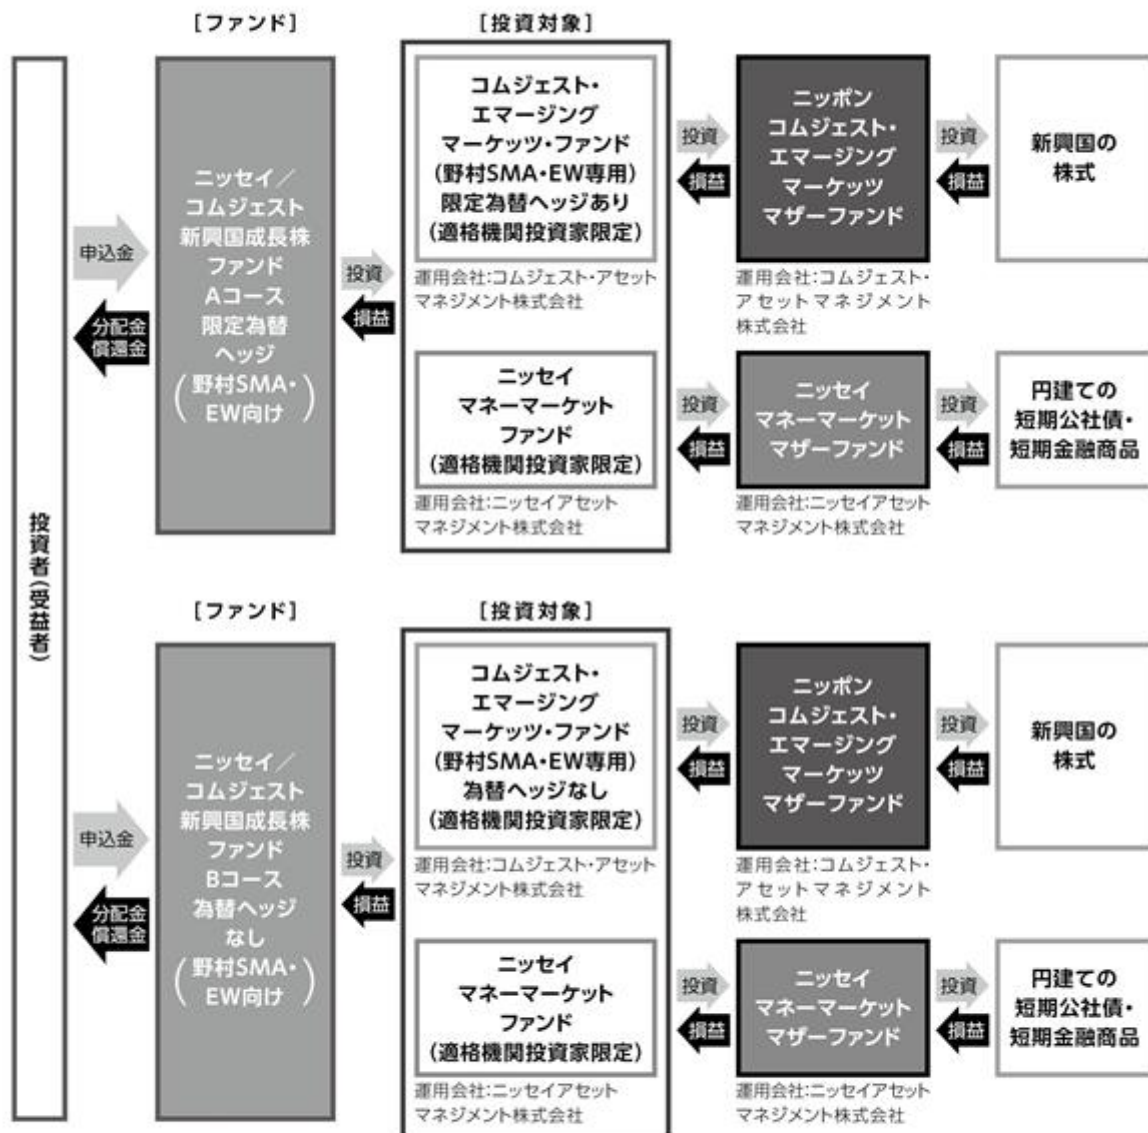 投資者(受益者)
[ファンド]
[投資対象]
申込金
分配金
償還金
ニッセイ／
コムジェスト
新興国成長株
ファンド
Aコース
限定為替
ヘッジ
(野村SMA・
EW向け)
投資
損益
コムジェスト・
エマージング
マーケッツ・ファンド
(野村SMA・EW専用)
限定為替ヘッジあり
(適格機関投資家限定)
運用会社:コムジェスト・アセット
マネジメント株式会社
投資
損益
ニッポン
コムジェスト・
エマージング
マーケッツ
マザーファンド
運用会社:コムジェスト・
アセットマネジメント
株式会社
投資
損益
新興国の
株式
ニッセイ
マネーマーケット
ファンド
(適格機関投資家限定)
運用会社:ニッセイアセット
マネジメント株式会社
投資
損益
ニッセイ
マネーマーケット
マザーファンド
運用会社:ニッセイアセット
マネジメント株式会社
投資
損益
円建ての
短期公社債・
短期金融商品
[ファンド]
[投資対象]
申込金
分配金
償還金
ニッセイ／
コムジェスト
新興国成長株
ファンド
Bコース
為替ヘッジ
なし
(野村SMA・
EW向け)
投資
損益
コムジェスト・
エマージング
マーケッツ・ファンド
(野村SMA・EW専用)
為替ヘッジなし
(適格機関投資家限定)
運用会社:コムジェスト・アセット
マネジメント株式会社
投資
損益
ニッポン
コムジェスト・
エマージング
マーケッツ
マザーファンド
運用会社:コムジェスト・
アセットマネジメント
株式会社
投資
損益
新興国の
株式
ニッセイ
マネーマーケット
ファンド
(適格機関投資家限定)
運用会社:ニッセイアセット
マネジメント株式会社
投資
損益
ニッセイ
マネーマーケット
マザーファンド
運用会社:ニッセイアセット
マネジメント株式会社
投資
損益
円建ての
短期公社債・
短期金融商品